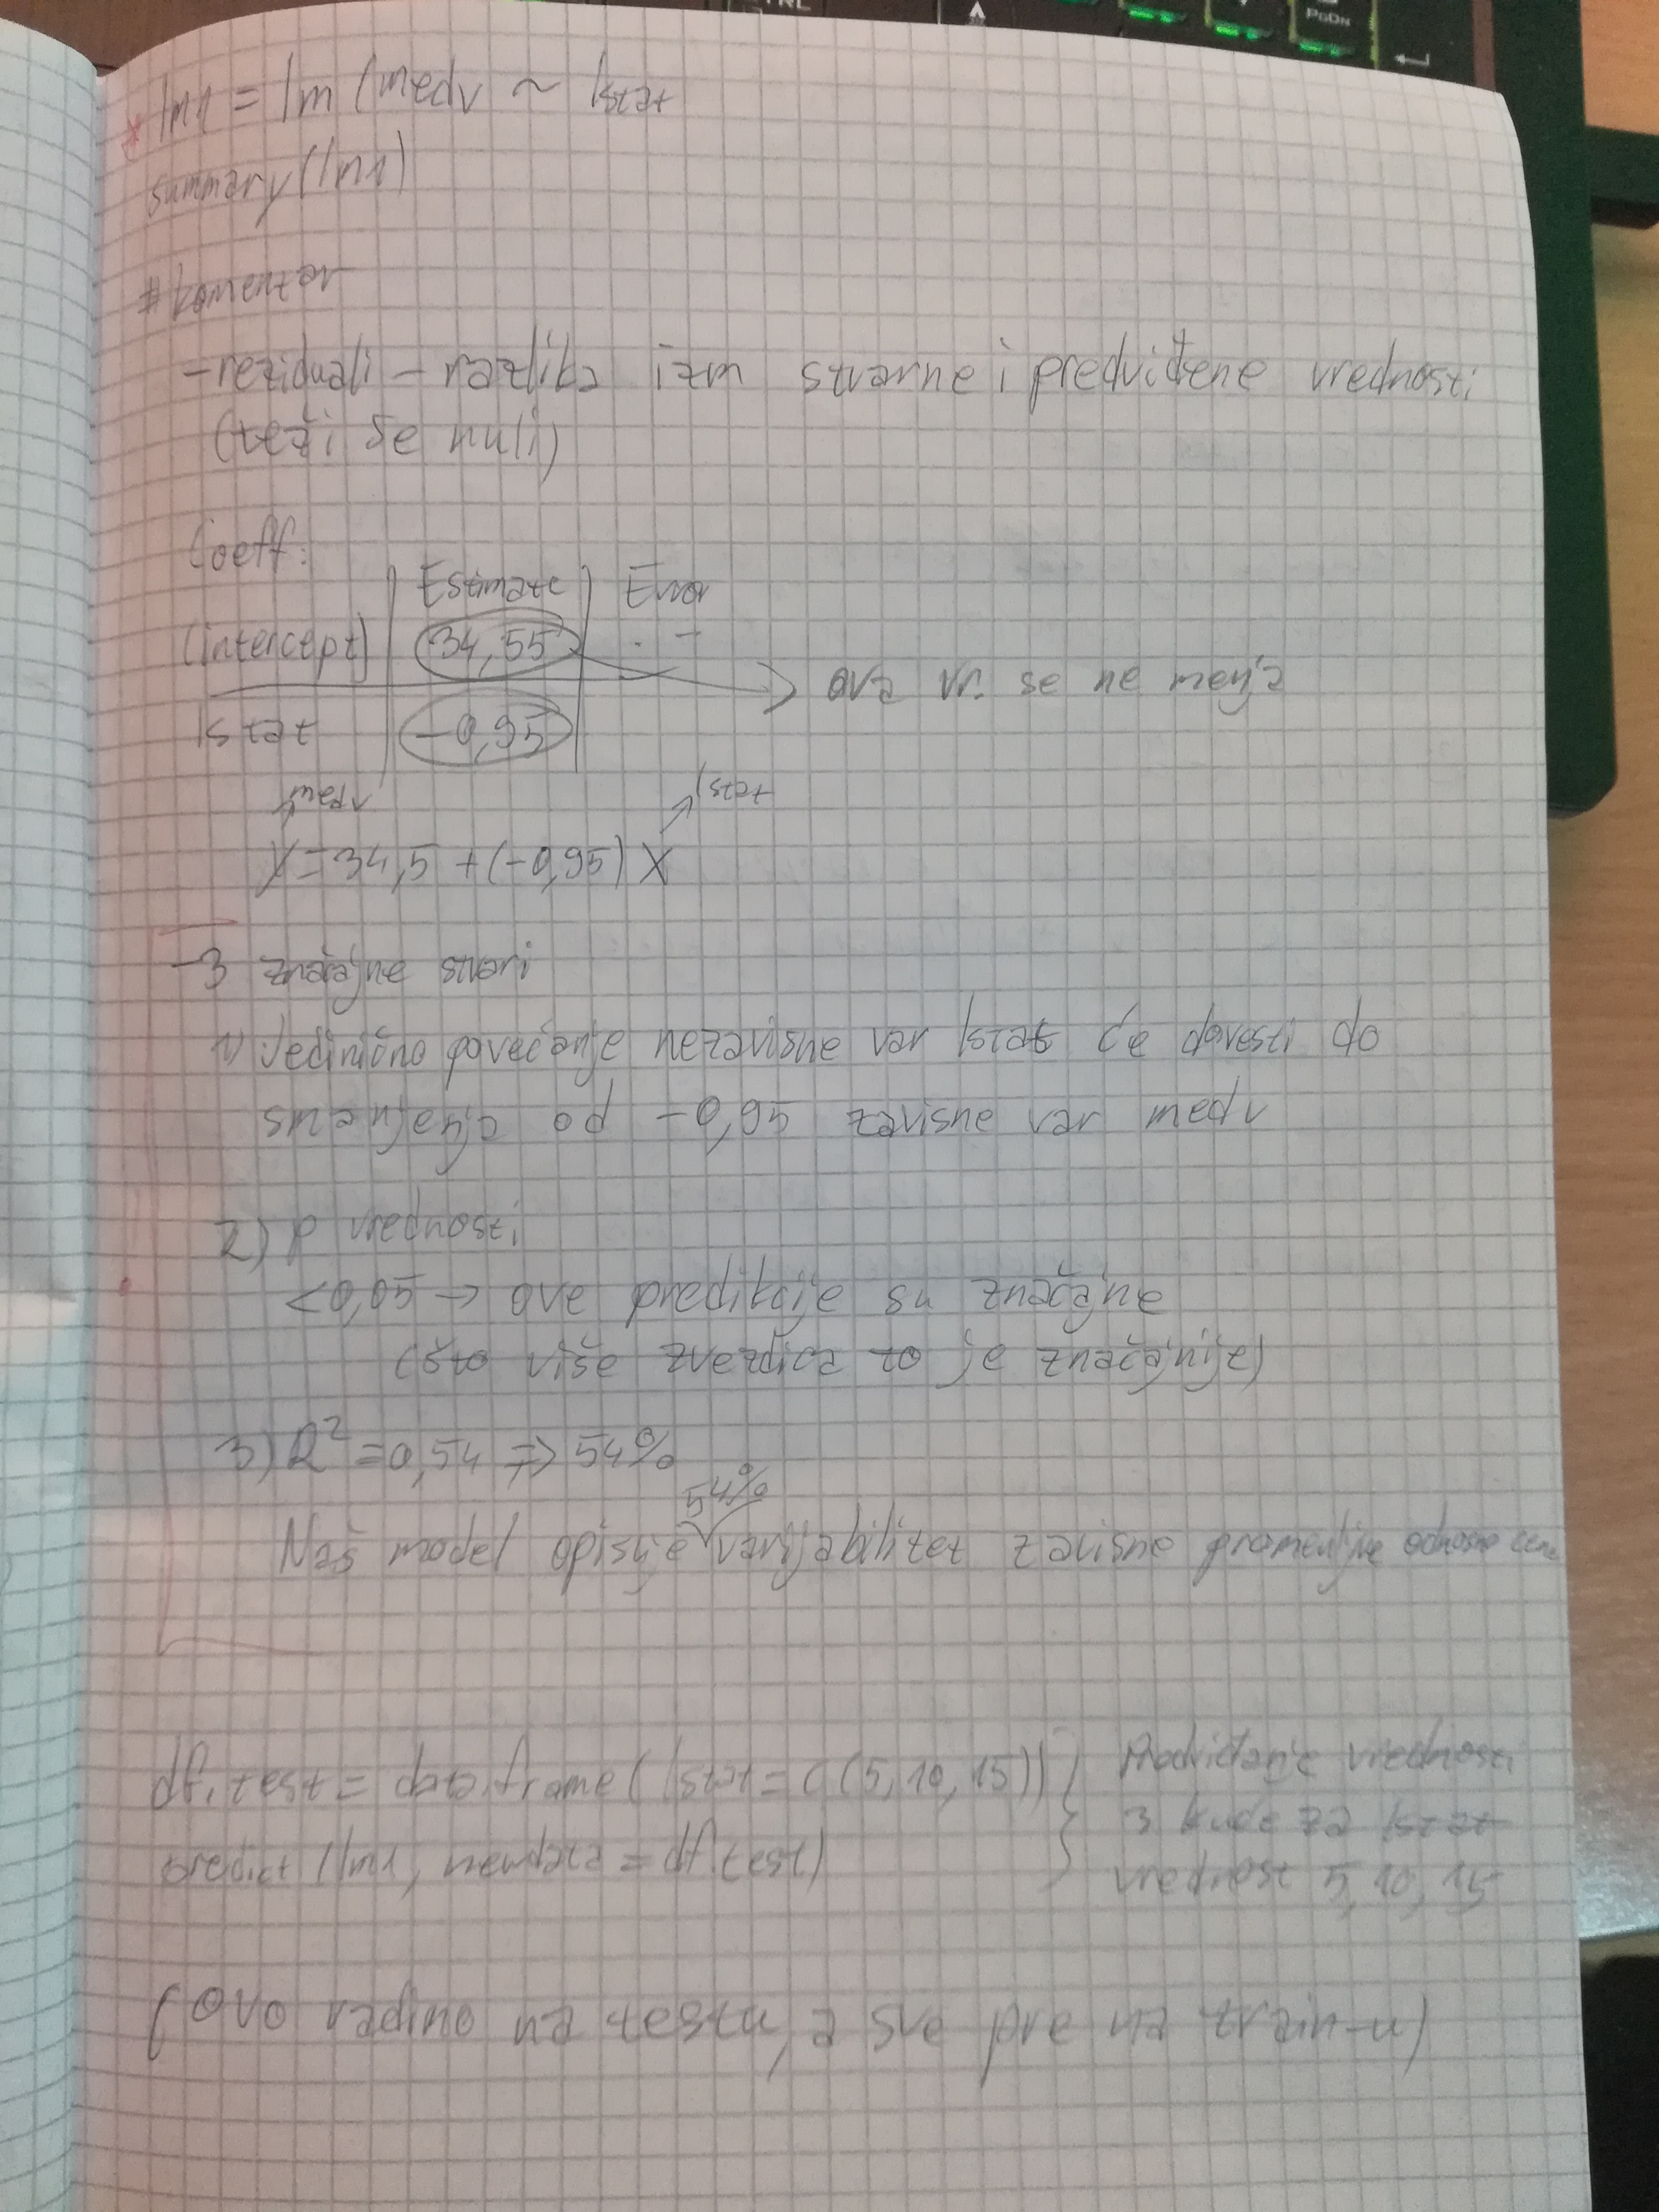 * lm1 = lm (medv ~ lstat
summary(lm1)
# komentar
- reziduali - razlika izm stvarne i predviđene vrednosti
(teži se nuli)
Coeff:
Estimate Error
(intercept) 34,55 . -
→ ova vr. se ne menja
lstat -0,95
medv lstat
Y=34,5 + (-0,95) X
-3 značajne stvari
1) Jedinično povećanje nezavisne var lstat će dovesti do
smanjenja od -0,95 zavisne var medv
2) p vrednosti
<0,05 → ove predikcije su značajne
(što više zvezdica to je značajnija)
3) R² = 0,54 => 54%
54%
Naš model opisuje varijabilitet zavisne promenljive odnosno cene
df.test = data.frame (lstat = c (5, 10, 15)) } Predviđanje vrednosti
3 kuće za lstat
predict (lm1, newdata = df.test)
vrednost 5, 10, 15
(Ovo radimo na testu, a sve pre na train-u)
PgDn